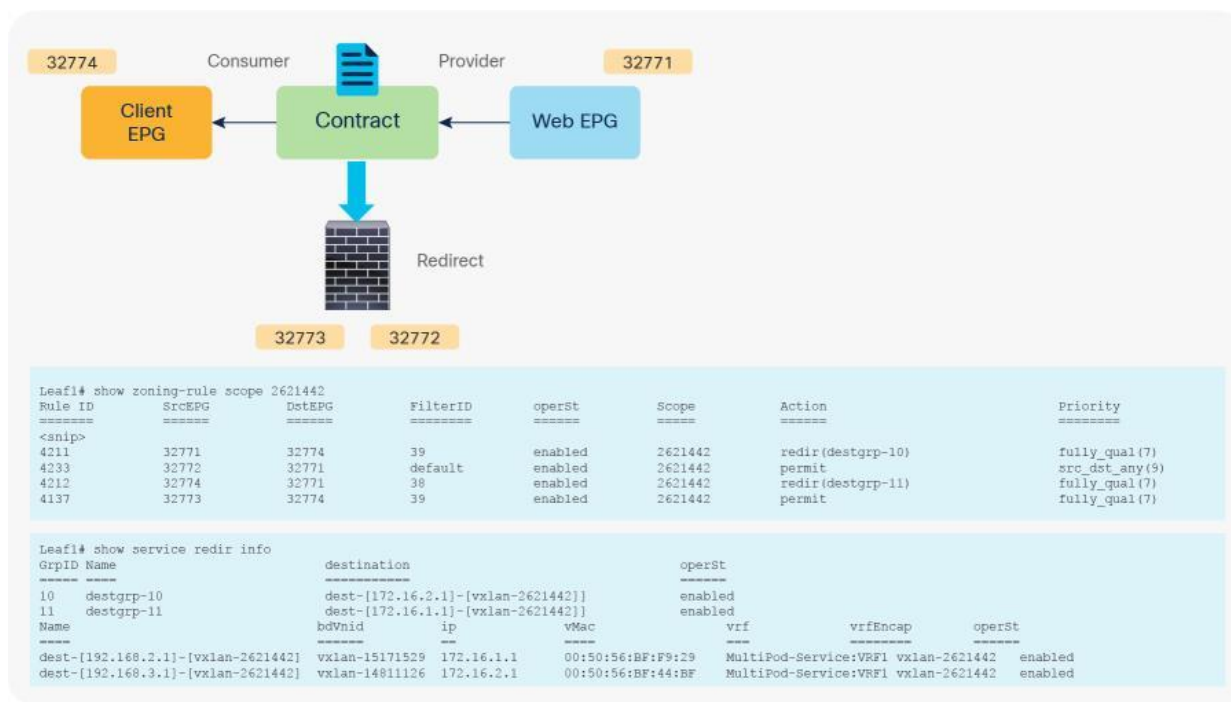 32774
Consumer
Provider
32771
Client
EPG
Contract
Web EPG
Redirect
32773
32772
Leaf1# show zoning-rule scope 2621442
Rule ID SrcEPG DstEPG FilterID operSt Scope Action Priority
======= ====== ====== ======== ====== ===== ====== ========
<snip>
4211 32771 32774 39 enabled 2621442 redir(destgrp-10) fully_qual(7)
4233 32772 32771 default enabled 2621442 permit src_dst_any(9)
4212 32774 32771 38 enabled 2621442 redir(destgrp-11) fully_qual(7)
4137 32773 32774 39 enabled 2621442 permit fully_qual(7)
Leaf1# show service redir info
GrpID Name destination operSt
===== ==== =========== ======
10 destgrp-10 dest-[172.16.2.1]-[vxlan-2621442]] enabled
11 destgrp-11 dest-[172.16.1.1]-[vxlan-2621442]] enabled
Name bdVnid ip vMac vrf vrfEncap operSt
==== ====== == ==== === ======== ======
dest-[192.168.2.1]-[vxlan-2621442] vxlan-15171529 172.16.1.1 00:50:56:BF:F9:29 MultiPod-Service:VRF1 vxlan-2621442 enabled
dest-[192.168.3.1]-[vxlan-2621442] vxlan-14811126 172.16.2.1 00:50:56:BF:44:BF MultiPod-Service:VRF1 vxlan-2621442 enabled